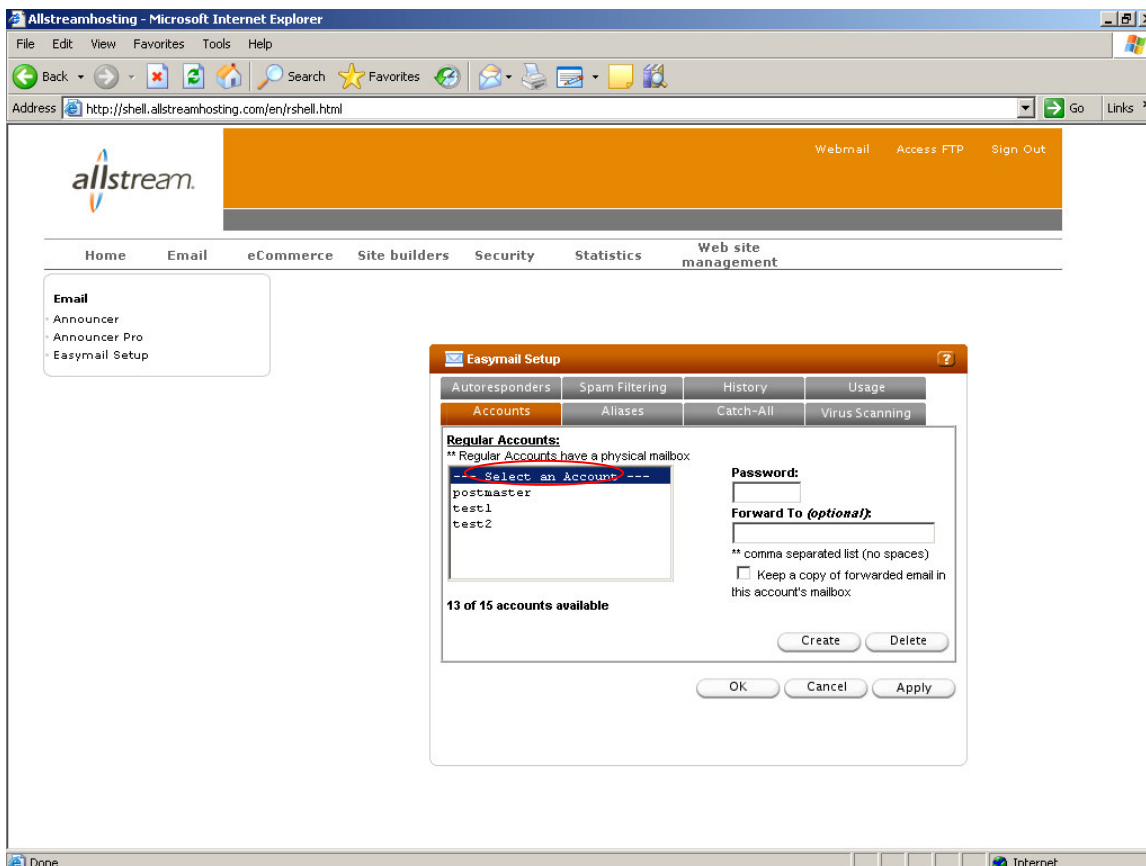 Allstreamhosting - Microsoft Internet Explorer
File Edit View Favorites Tools Help
Back Search Favorites
Address http://shell.allstreamhosting.com/en/rshell.html Go Links
Webmail Access FTP Sign Out
allstream.
Home Email eCommerce Site builders Security Statistics Web site
management
Email
Announcer
Announcer Pro
Easymail Setup
Easymail Setup ?
Autoresponders Spam Filtering History Usage
Accounts Aliases Catch-All Virus Scanning
Regular Accounts:
** Regular Accounts have a physical mailbox
--- Select an Account ---
postmaster
test1
test2
13 of 15 accounts available
Password:
Forward To (optional):
** comma separated list (no spaces)
Keep a copy of forwarded email in
this account's mailbox
Create Delete
OK Cancel Apply
Done Internet